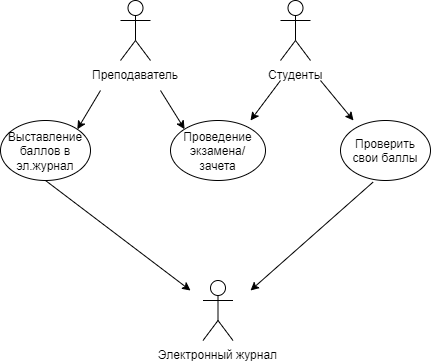 Преподаватель
Студенты
Выставление
баллов в
эл.журнал
Проведение
экзамена/
зачета
Проверить
свои баллы
Электронный журнал